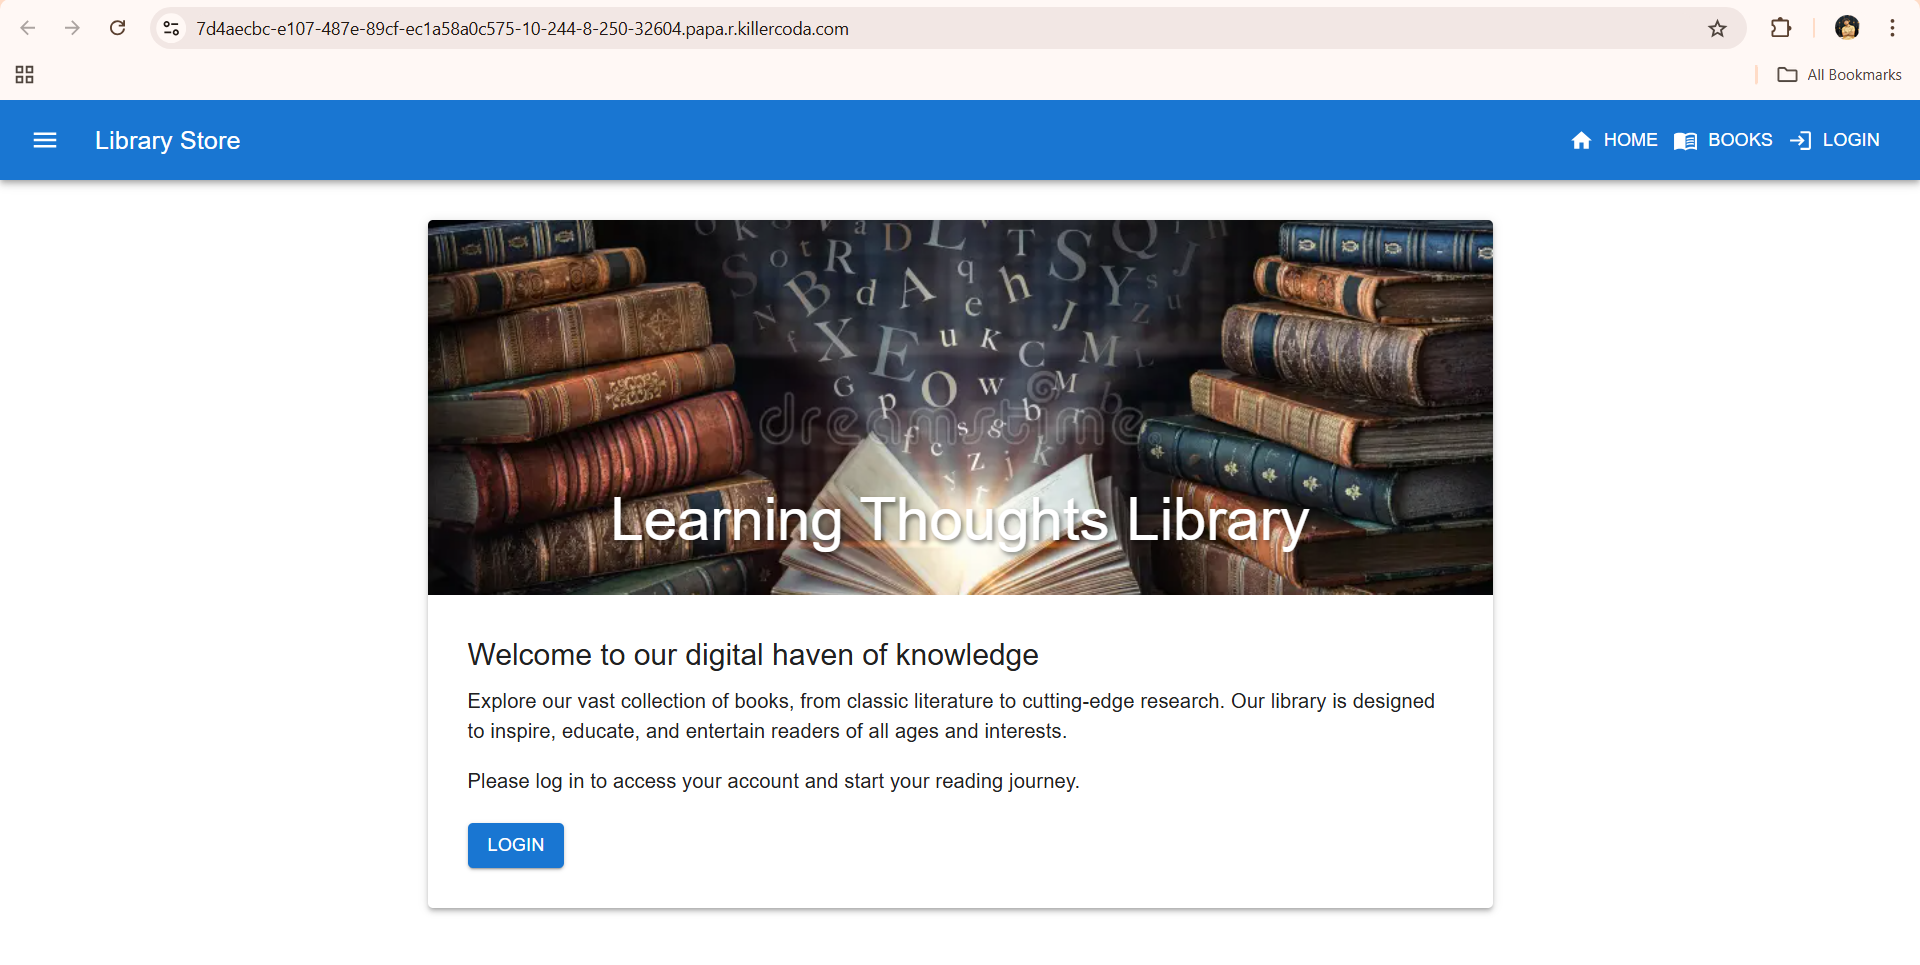 7d4aecbc-e107-487e-89cf-ec1a58a0c575-10-244-8-250-32604.papa.r.killercoda.com
All Bookmarks
Library Store
HOME
BOOKS
LOGIN
dreamstime
Learning Thoughts Library
Welcome to our digital haven of knowledge
Explore our vast collection of books, from classic literature to cutting-edge research. Our library is designed
to inspire, educate, and entertain readers of all ages and interests.
Please log in to access your account and start your reading journey.
LOGIN